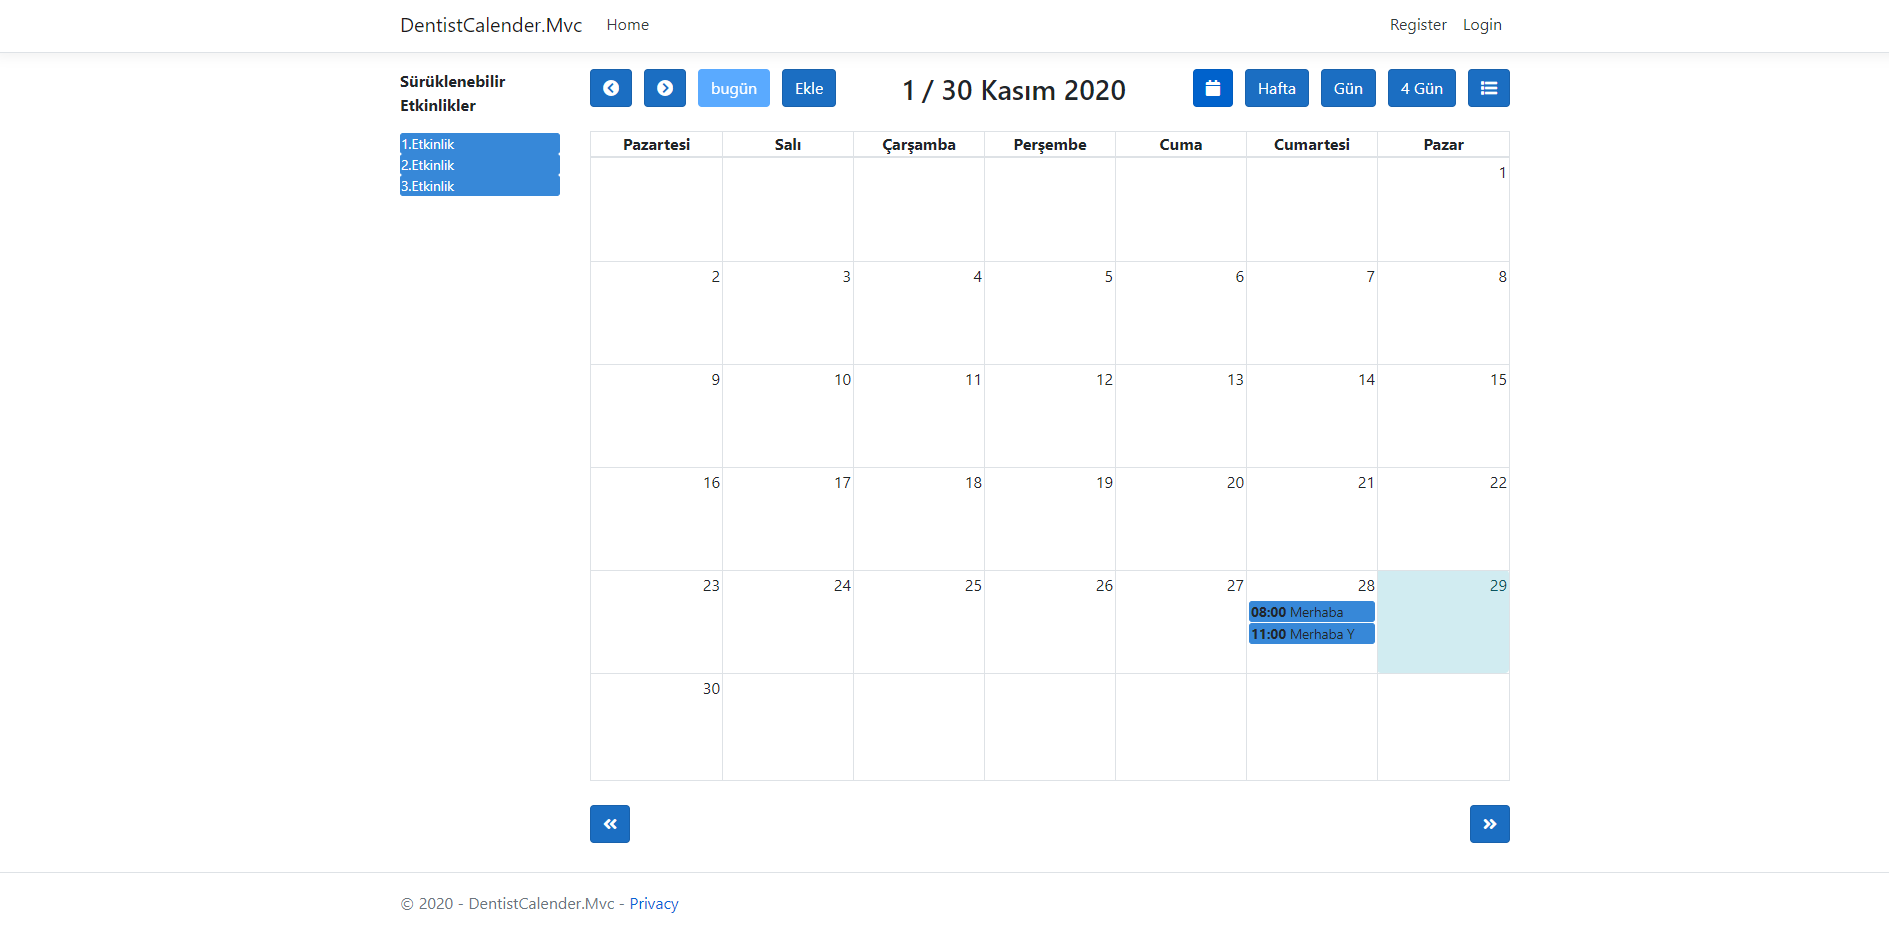 DentistCalender.Mvc Home Register Login
Sürüklenebilir
Etkinlikler
1.Etkinlik
2.Etkinlik
3.Etkinlik
bugün Ekle 1 / 30 Kasım 2020 Hafta Gün 4 Gün
Pazartesi Salı Çarşamba Perşembe Cuma Cumartesi Pazar
1
2 3 4 5 6 7 8
9 10 11 12 13 14 15
16 17 18 19 20 21 22
23 24 25 26 27 28 29
08:00 Merhaba
11:00 Merhaba Y
30
© 2020 - DentistCalender.Mvc - Privacy